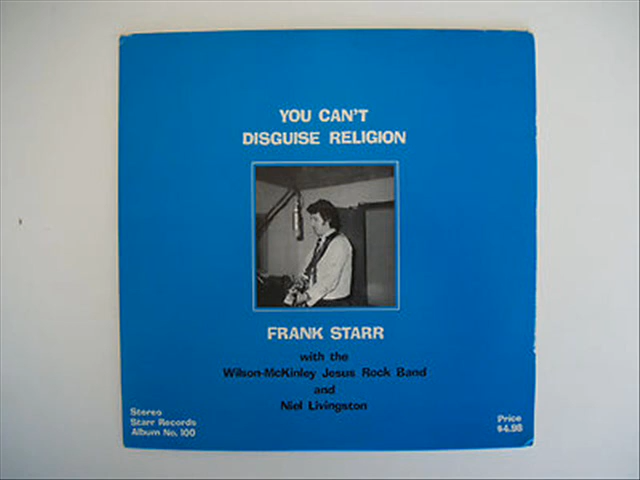 YOU CAN'T
DISGUISE RELIGION
FRANK STARR
with the
Wilson-McKinley Jesus Rock Band
and
Niel Livingston
Stereo
Starr Records
Album No. 100
Price
$4.98